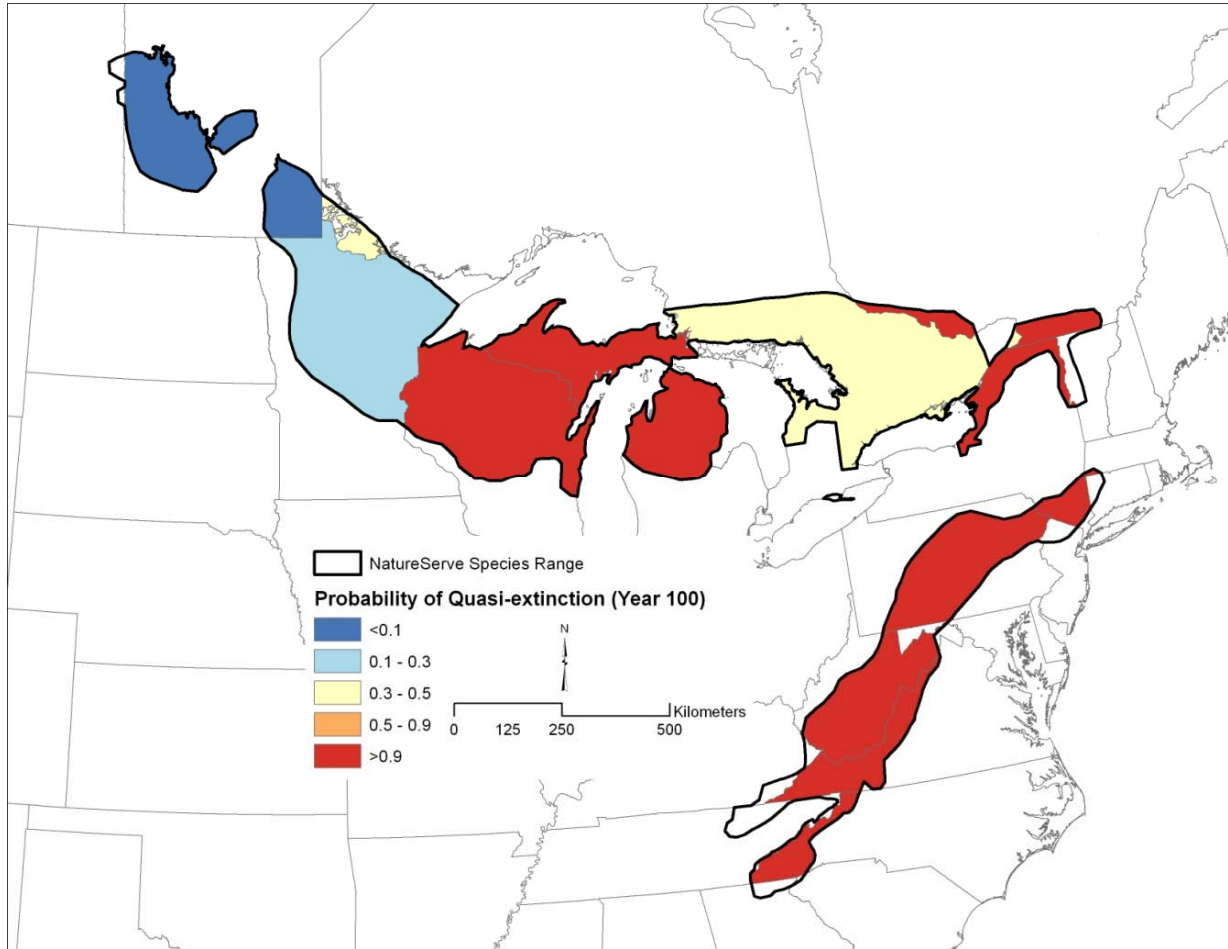 NatureServe Species Range
Probability of Quasi-extinction (Year 100)
<0.1
0.1 - 0.3
0.3 - 0.5
0.5 - 0.9
>0.9
N
Kilometers
0 125 250 500